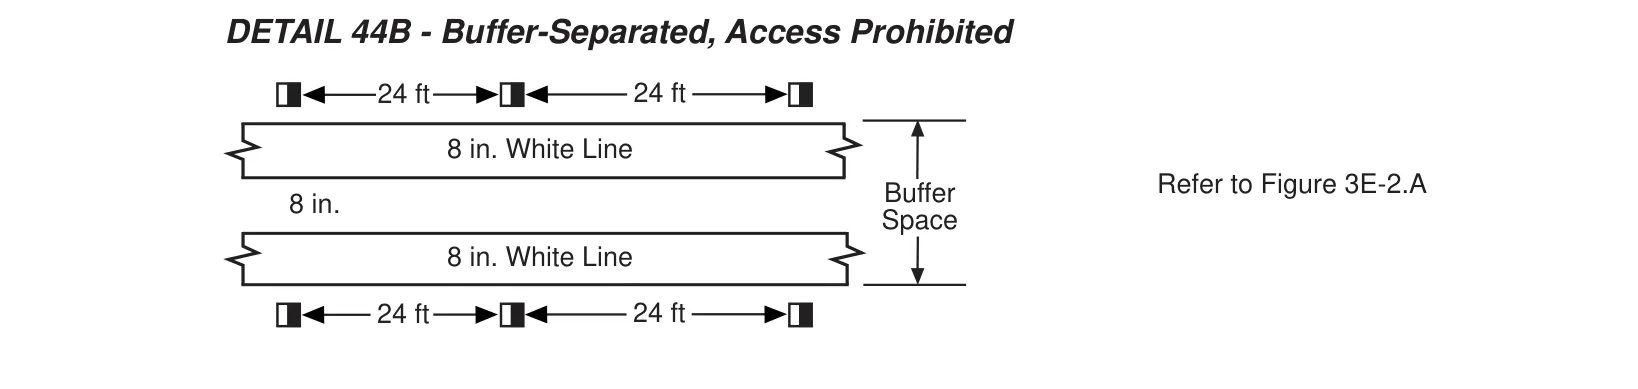 DETAIL 44B - Buffer-Separated, Access Prohibited
24 ft 24 ft
8 in. White Line
8 in.
Buffer
Space
Refer to Figure 3E-2.A
8 in. White Line
24 ft 24 ft